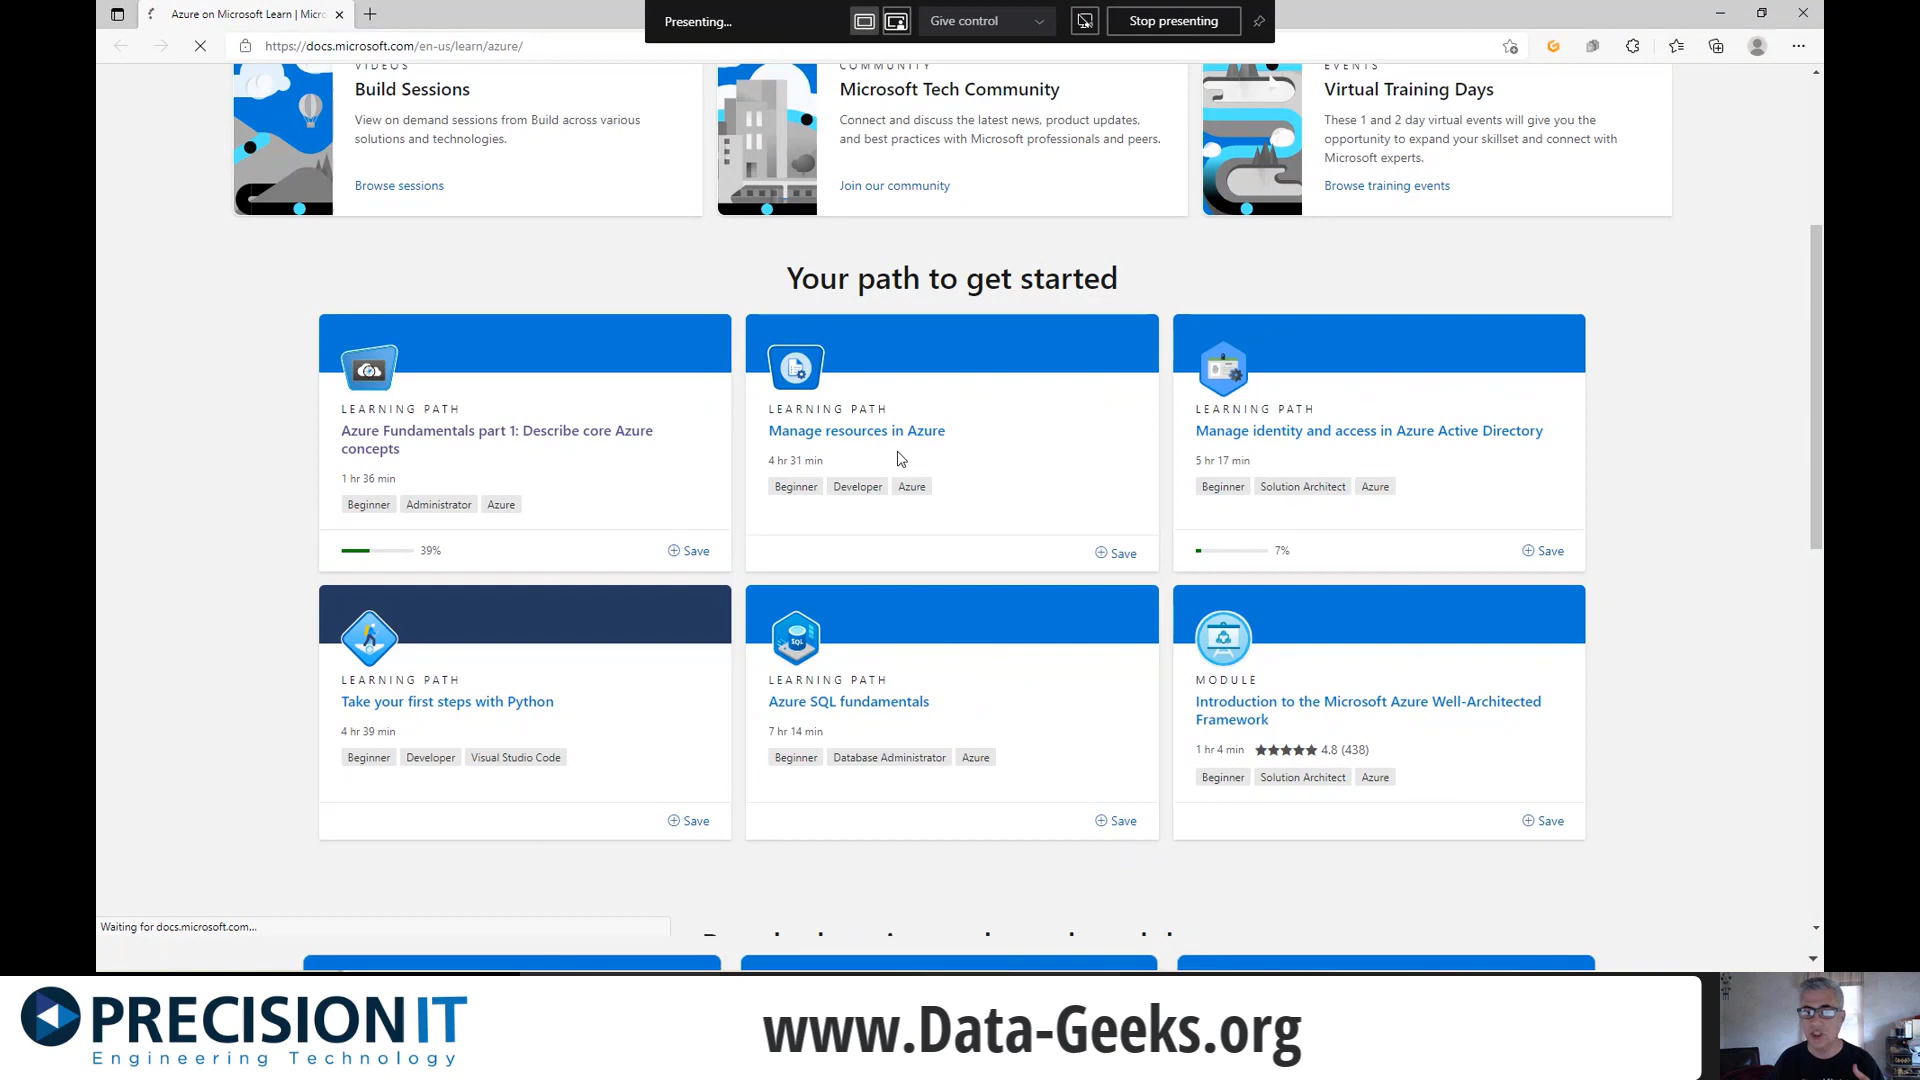 Azure on Microsoft Learn | Micro
Presenting...
Give control
Stop presenting
https://docs.microsoft.com/en-us/learn/azure/
VIDEOS
Build Sessions
View on demand sessions from Build across various
solutions and technologies.
Browse sessions
COMMUNITY
Microsoft Tech Community
Connect and discuss the latest news, product updates,
and best practices with Microsoft professionals and peers.
Join our community
EVENTS
Virtual Training Days
These 1 and 2 day virtual events will give you the
opportunity to expand your skillset and connect with
Microsoft experts.
Browse training events
Your path to get started
LEARNING PATH
Azure Fundamentals part 1: Describe core Azure
concepts
1 hr 36 min
Beginner Administrator Azure
39% Save
LEARNING PATH
Manage resources in Azure
4 hr 31 min
Beginner Developer Azure
Save
LEARNING PATH
Manage identity and access in Azure Active Directory
5 hr 17 min
Beginner Solution Architect Azure
7% Save
LEARNING PATH
Take your first steps with Python
4 hr 39 min
Beginner Developer Visual Studio Code
Save
LEARNING PATH
SQL
Azure SQL fundamentals
7 hr 14 min
Beginner Database Administrator Azure
Save
MODULE
Introduction to the Microsoft Azure Well-Architected
Framework
1 hr 4 min ★★★★★ 4.8 (438)
Beginner Solution Architect Azure
Save
Waiting for docs.microsoft.com...
PRECISION IT
Engineering Technology
www.Data-Geeks.org